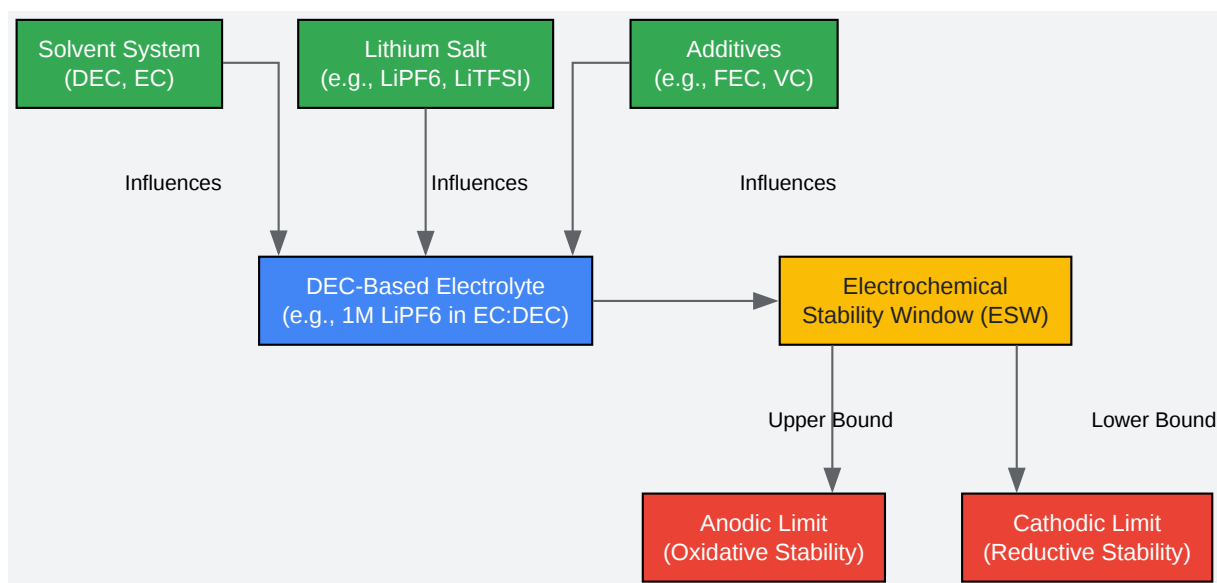 Solvent System
(DEC, EC)
Lithium Salt
(e.g., LiPF6, LiTFSI)
Additives
(e.g., FEC, VC)
Influences
Influences
Influences
DEC-Based Electrolyte
(e.g., 1M LiPF6 in EC:DEC)
Electrochemical
Stability Window (ESW)
Upper Bound
Lower Bound
Anodic Limit
(Oxidative Stability)
Cathodic Limit
(Reductive Stability)